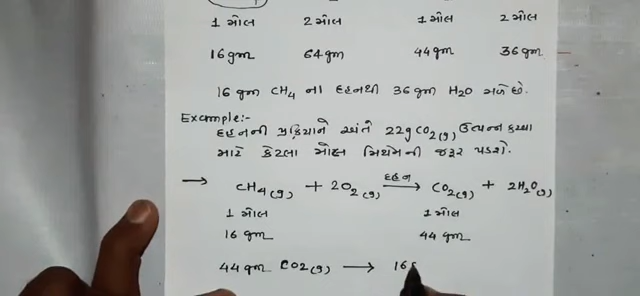 1 મોલ 2 મોલ 1 મોલ 2 મોલ
16 gm 64 gm 44 gm 36 gm
16 gm CH4 ના દહનથી 36 gm H2O મળે છે.
Example:-
દહનની પ્રક્રિયાને અંતે 22g CO2(g) ઉત્પન્ન કરવા
માટે કેટલા મોલ મિથેનની જરૂર પડશે.
→ CH4(g) + 2O2(g) દહન→ CO2(g) + 2H2O(g)
1 મોલ 1 મોલ
16 gm 44 gm
44 gm CO2(g) → 16